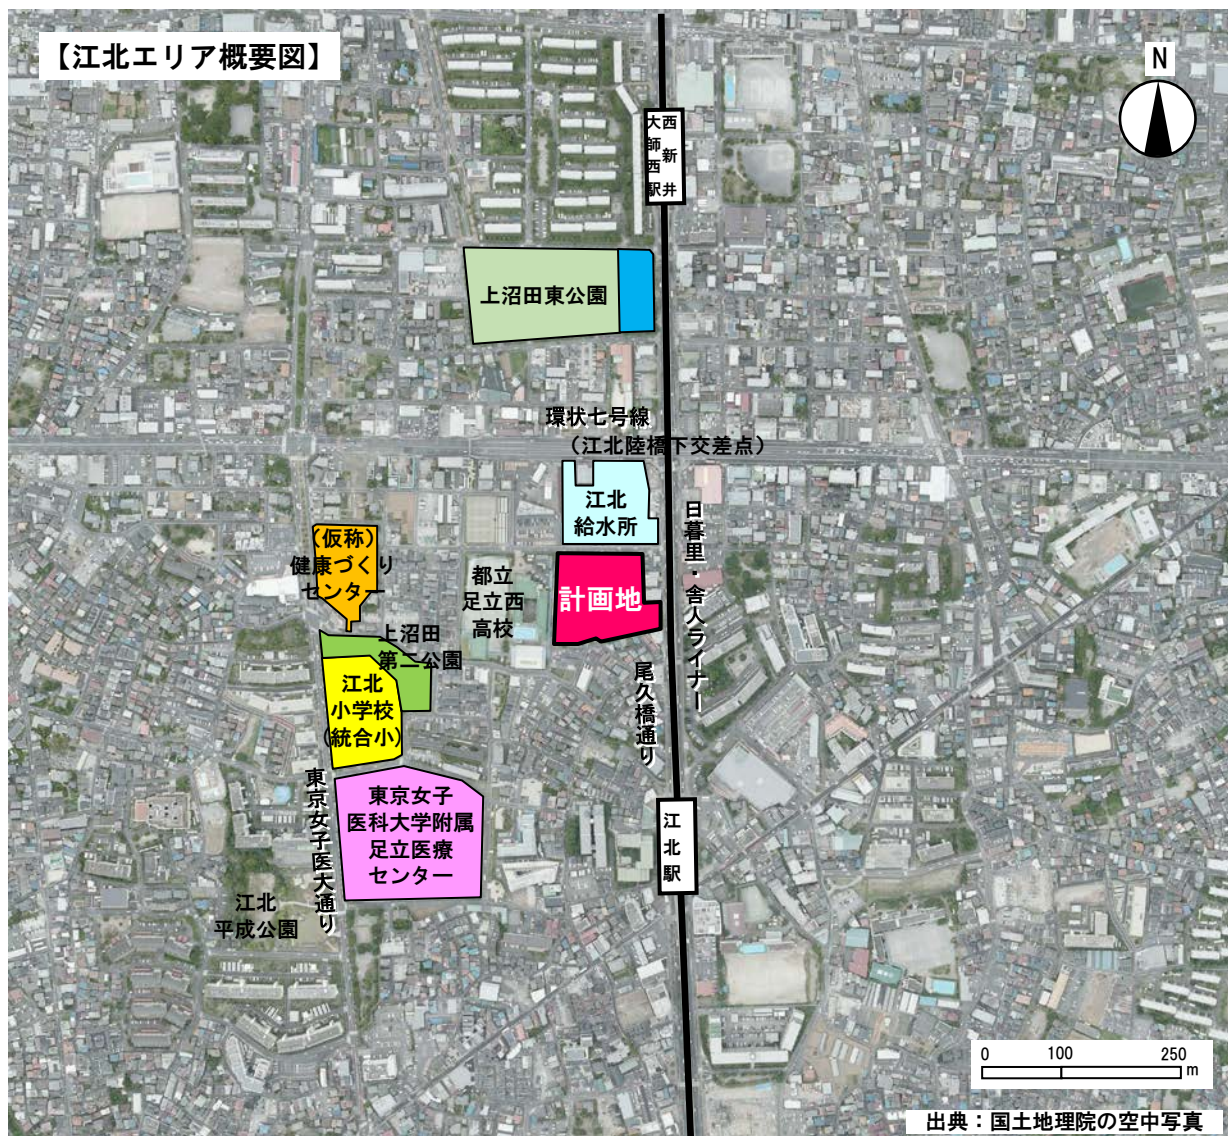 【江北エリア概要図】
N
西新井
大師西駅
上沼田東公園
環状七号線
（江北陸橋下交差点）
江北
給水所
日暮里・舎人ライナー
（仮称）
健康づくり
センター
都立
足立西
高校
計画地
上沼田
第二公園
尾久橋通り
江北
小学校
（統合小）
東京女子医大通り
東京女子
医科大学附属
足立医療
センター
江北駅
江北
平成公園
0 100 250
m
出典：国土地理院の空中写真